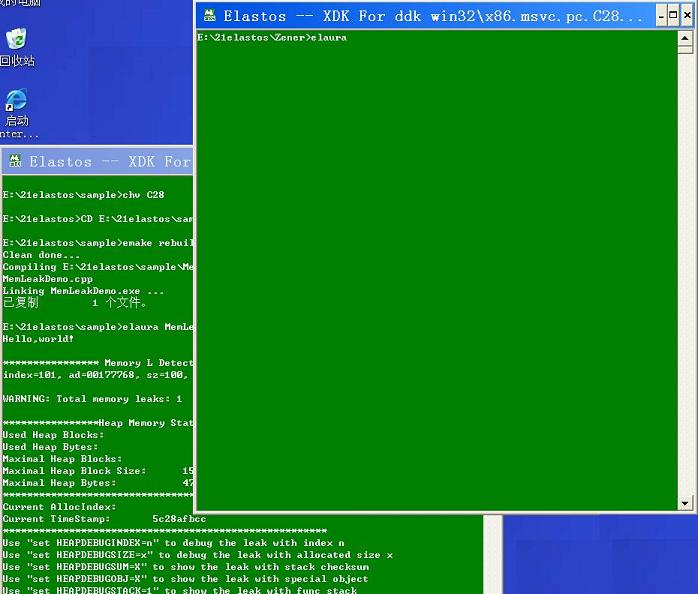 我的电脑
回收站
启动
nter...
Elastos -- XDK For ddk win32\x86.msvc.pc.C28...
E:\21elastos\Zener>elaura
Elastos -- XDK For
E:\21elastos\sample>chv C28
E:\21elastos>CD E:\21elastos\sam
E:\21elastos\sample>emake rebuil
Clean done...
Compiling E:\21elastos\sample\Me
MemLeakDemo.cpp
Linking MemLeakDemo.exe ...
已复制         1 个文件。
E:\21elastos\sample>elaura MemLe
Hello,world!
**************** Memory L Detect
index=101, ad=00177768, sz=100,
WARNING: Total memory leaks: 1
****************Heap Memory Stat
Used Heap Blocks:
Used Heap Bytes:
Maximal Heap Blocks:
Maximal Heap Block Size:      15
Maximal Heap Bytes:           47
********************************
Current AllocIndex:
Current TimeStamp:       5c28afbcc
******************************************************
Use "set HEAPDEBUGINDEX=n" to debug the leak with index n
Use "set HEAPDEBUGSIZE=x" to debug the leak with allocated size x
Use "set HEAPDEBUGSUM=X" to show the leak with stack checksum
Use "set HEAPDEBUGOBJ=X" to show the leak with special object
Use "set HEAPDEBUGSTACK=1" to show the leak with func stack